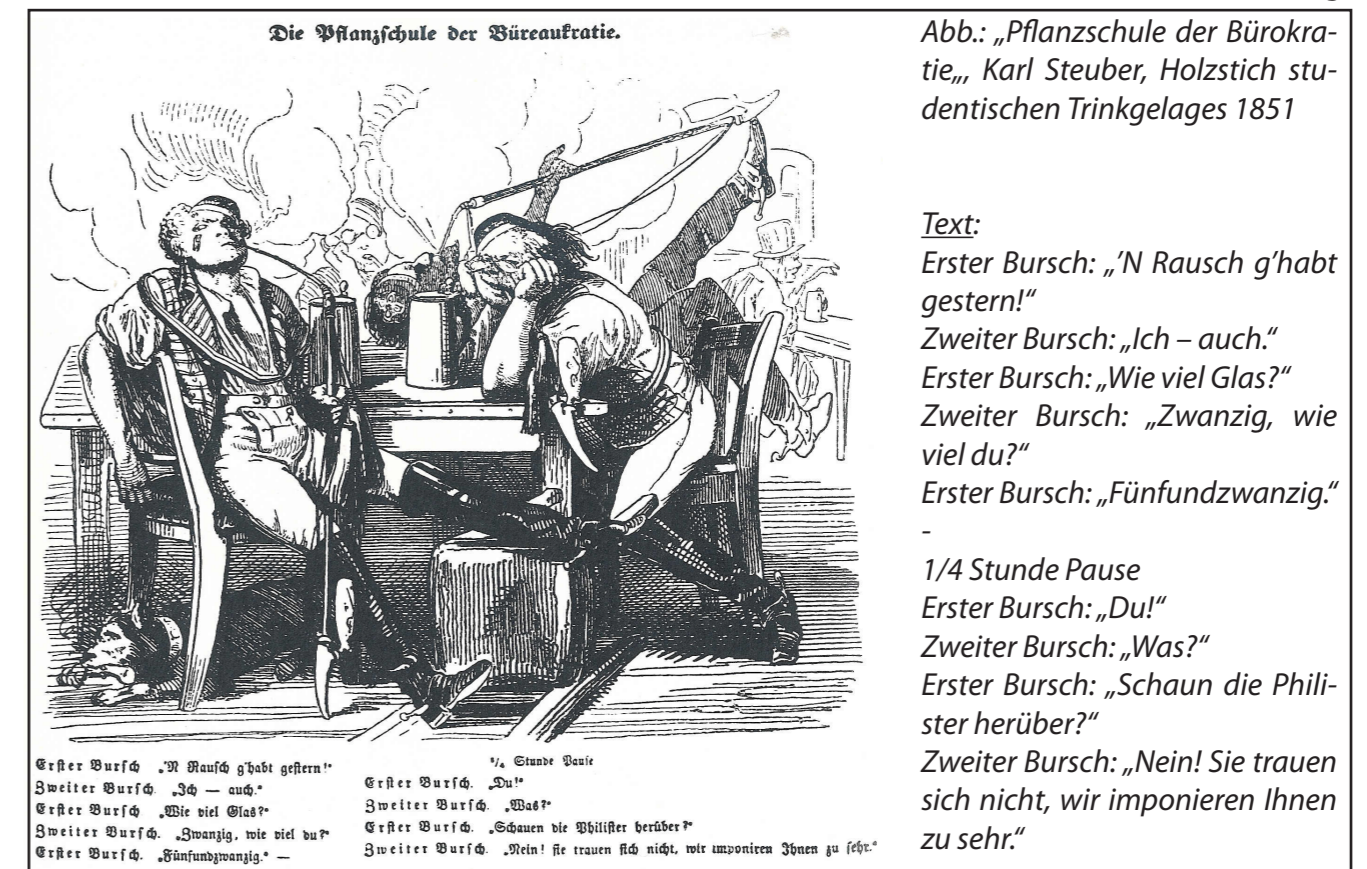 Die Pflanzschule der Büreaukratie.
Erster Bursch „'N Rausch g'habt gestern!"
Zweiter Bursch. „Ich — auch."
Erster Bursch „Wie viel Glas?"
Zweiter Bursch. „Zwanzig, wie viel du?"
Erster Bursch. „Fünfundzwanzig." —
¼ Stunde Pause
Erster Bursch. „Du!"
Zweiter Bursch. „Was?"
Erster Bursch. „Schauen die Philister herüber?"
Zweiter Bursch. „Nein! sie trauen sich nicht, wir imponiren Ihnen zu sehr."
Abb.: „Pflanzschule der Bürokra-
tie„, Karl Steuber, Holzstich stu-
dentischen Trinkgelages 1851
Text:
Erster Bursch: „'N Rausch g'habt
gestern!"
Zweiter Bursch: „Ich – auch."
Erster Bursch: „Wie viel Glas?"
Zweiter Bursch: „Zwanzig, wie
viel du?"
Erster Bursch: „Fünfundzwanzig."
-
1/4 Stunde Pause
Erster Bursch: „Du!"
Zweiter Bursch: „Was?"
Erster Bursch: „Schaun die Phili-
ster herüber?"
Zweiter Bursch: „Nein! Sie trauen
sich nicht, wir imponieren Ihnen
zu sehr."